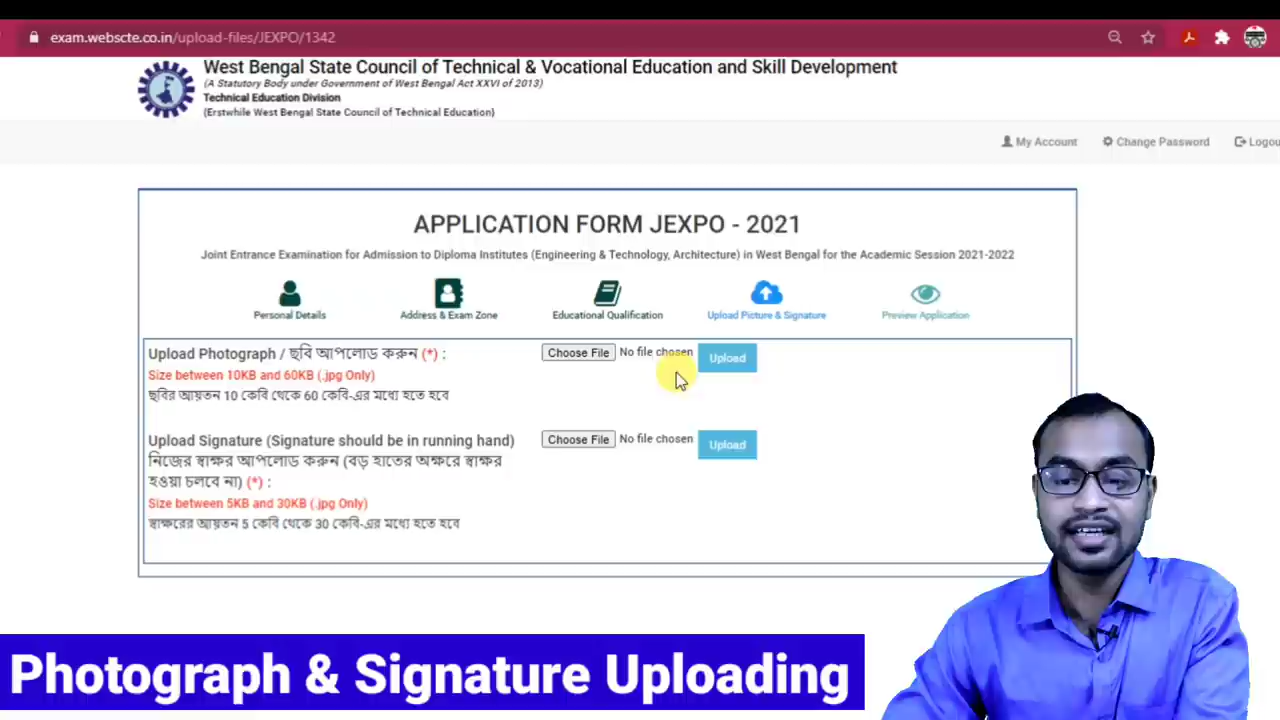 exam.webscte.co.in/upload-files/JEXPO/1342
West Bengal State Council of Technical & Vocational Education and Skill Development
(A Statutory Body under Government of West Bengal Act XXVI of 2013)
Technical Education Division
(Erstwhile West Bengal State Council of Technical Education)
My Account Change Password Logou
APPLICATION FORM JEXPO - 2021
Joint Entrance Examination for Admission to Diploma Institutes (Engineering & Technology, Architecture) in West Bengal for the Academic Session 2021-2022
Personal Details Address & Exam Zone Educational Qualification Upload Picture & Signature Preview Application
Upload Photograph / ছবি আপলোড করুন (*) : Choose File No file chosen Upload
Size between 10KB and 60KB (.jpg Only)
ছবির আয়তন 10 কেবি থেকে 60 কেবি-এর মধ্যে হতে হবে
Upload Signature (Signature should be in running hand) Choose File No file chosen Upload
নিজের স্বাক্ষর আপলোড করুন (বড় হাতের অক্ষরে স্বাক্ষর
হওয়া চলবে না) (*) :
Size between 5KB and 30KB (.jpg Only)
স্বাক্ষরের আয়তন 5 কেবি থেকে 30 কেবি-এর মধ্যে হতে হবে
Photograph & Signature Uploading